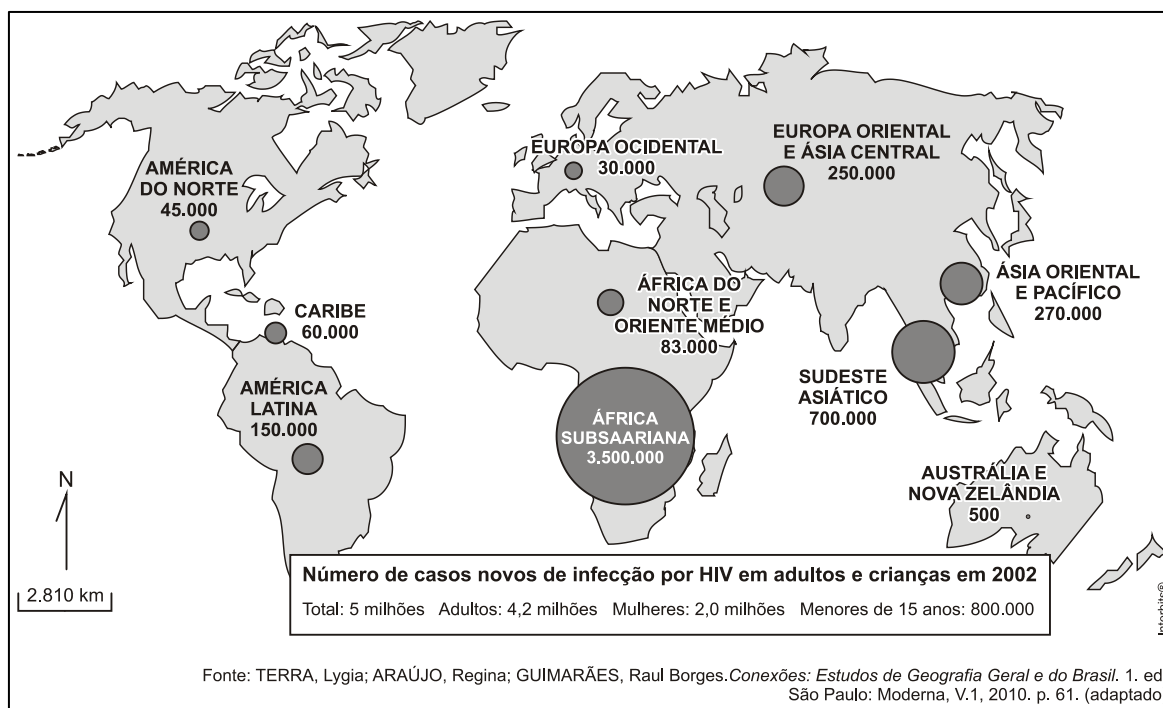 EUROPA OCIDENTAL
30.000
EUROPA ORIENTAL
E ÁSIA CENTRAL
250.000
AMÉRICA
DO NORTE
45.000
ÁFRICA DO
NORTE E
ORIENTE MÉDIO
83.000
ÁSIA ORIENTAL
E PACÍFICO
270.000
CARIBE
60.000
SUDESTE
ASIÁTICO
700.000
AMÉRICA
LATINA
150.000
ÁFRICA
SUBSAARIANA
3.500.000
AUSTRÁLIA E
NOVA ZELÂNDIA
500
N
2.810 km
Número de casos novos de infecção por HIV em adultos e crianças em 2002
Total: 5 milhões Adultos: 4,2 milhões Mulheres: 2,0 milhões Menores de 15 anos: 800.000
Interbits®
Fonte: TERRA, Lygia; ARAÚJO, Regina; GUIMARÃES, Raul Borges.Conexões: Estudos de Geografia Geral e do Brasil. 1. ed
São Paulo: Moderna, V.1, 2010. p. 61. (adaptado